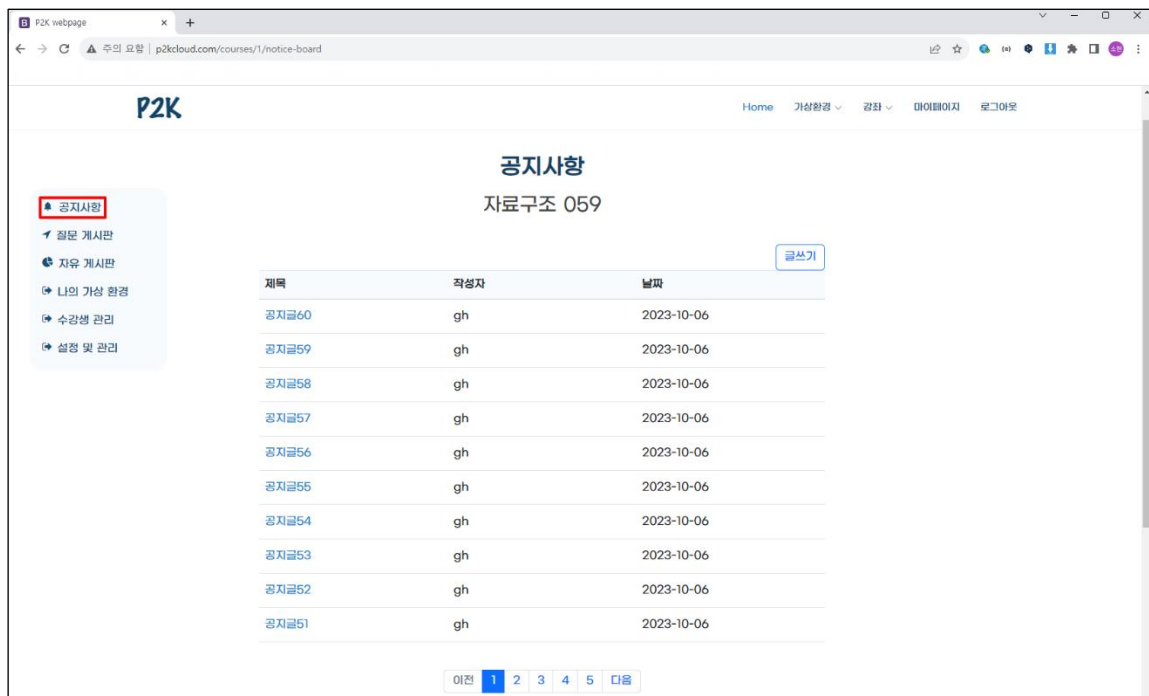 P2K webpage
주의 요함 | p2kcloud.com/courses/1/notice-board
P2K
Home 가상환경 강좌 마이페이지 로그아웃
공지사항
자료구조 059
공지사항
질문 게시판
자유 게시판
나의 가상 환경
수강생 관리
설정 및 관리
글쓰기
제목 작성자 날짜
공지글60 gh 2023-10-06
공지글59 gh 2023-10-06
공지글58 gh 2023-10-06
공지글57 gh 2023-10-06
공지글56 gh 2023-10-06
공지글55 gh 2023-10-06
공지글54 gh 2023-10-06
공지글53 gh 2023-10-06
공지글52 gh 2023-10-06
공지글51 gh 2023-10-06
이전 1 2 3 4 5 다음